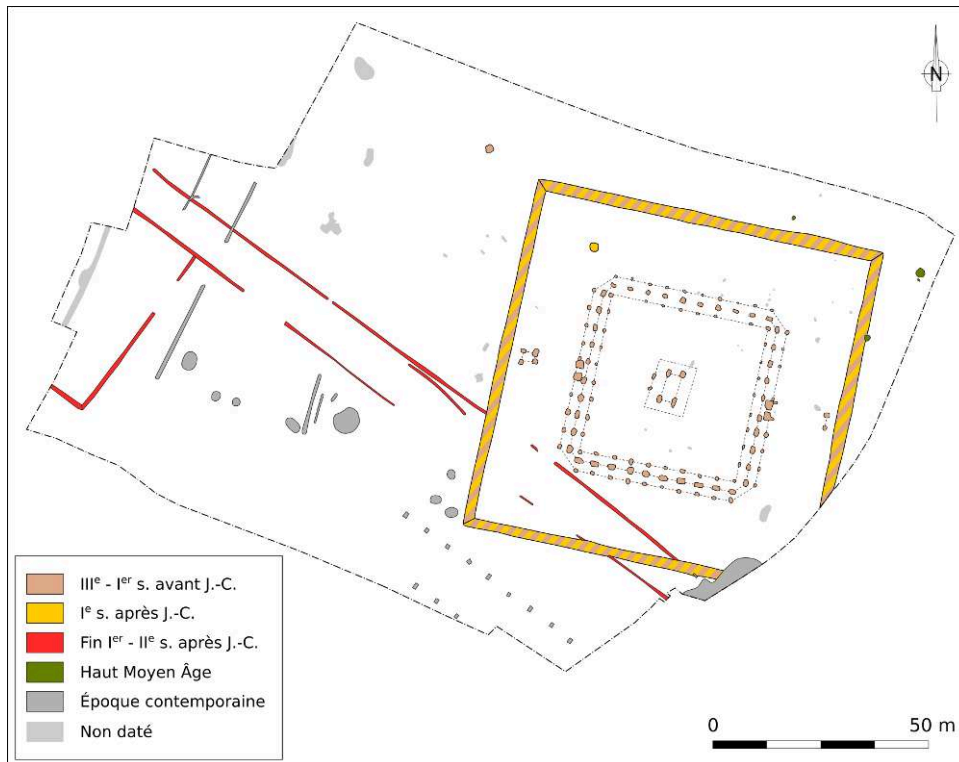 N
IIIᵉ - Iᵉʳ s. avant J.-C.
Iᵉ s. après J.-C.
Fin Iᵉʳ - IIᵉ s. après J.-C.
Haut Moyen Âge
Époque contemporaine
Non daté
0 50 m